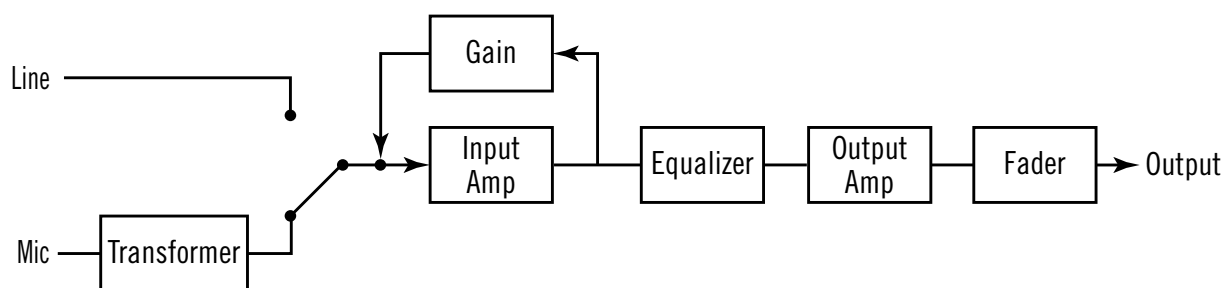 Gain
Line
Input
Amp
Equalizer
Output
Amp
Fader
Output
Mic
Transformer